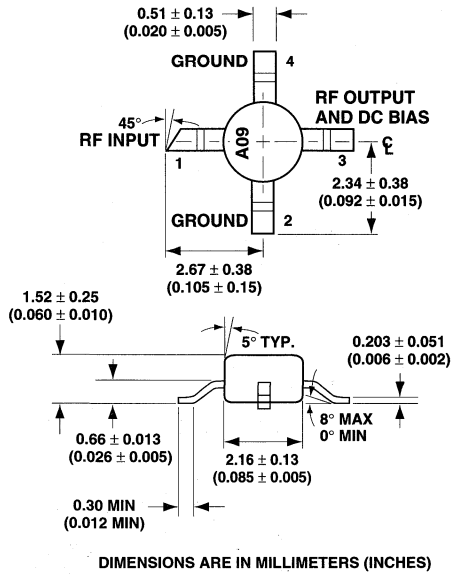 0.51 ± 0.13
(0.020 ± 0.005)
GROUND 4
RF OUTPUT
AND DC BIAS
45°
RF INPUT
A09
℄
1
3
2.34 ± 0.38
(0.092 ± 0.015)
GROUND 2
2.67 ± 0.38
(0.105 ± 0.15)
1.52 ± 0.25
(0.060 ± 0.010)
5° TYP.
0.203 ± 0.051
(0.006 ± 0.002)
8° MAX
0° MIN
0.66 ± 0.013
(0.026 ± 0.005)
2.16 ± 0.13
(0.085 ± 0.005)
0.30 MIN
(0.012 MIN)
DIMENSIONS ARE IN MILLIMETERS (INCHES)